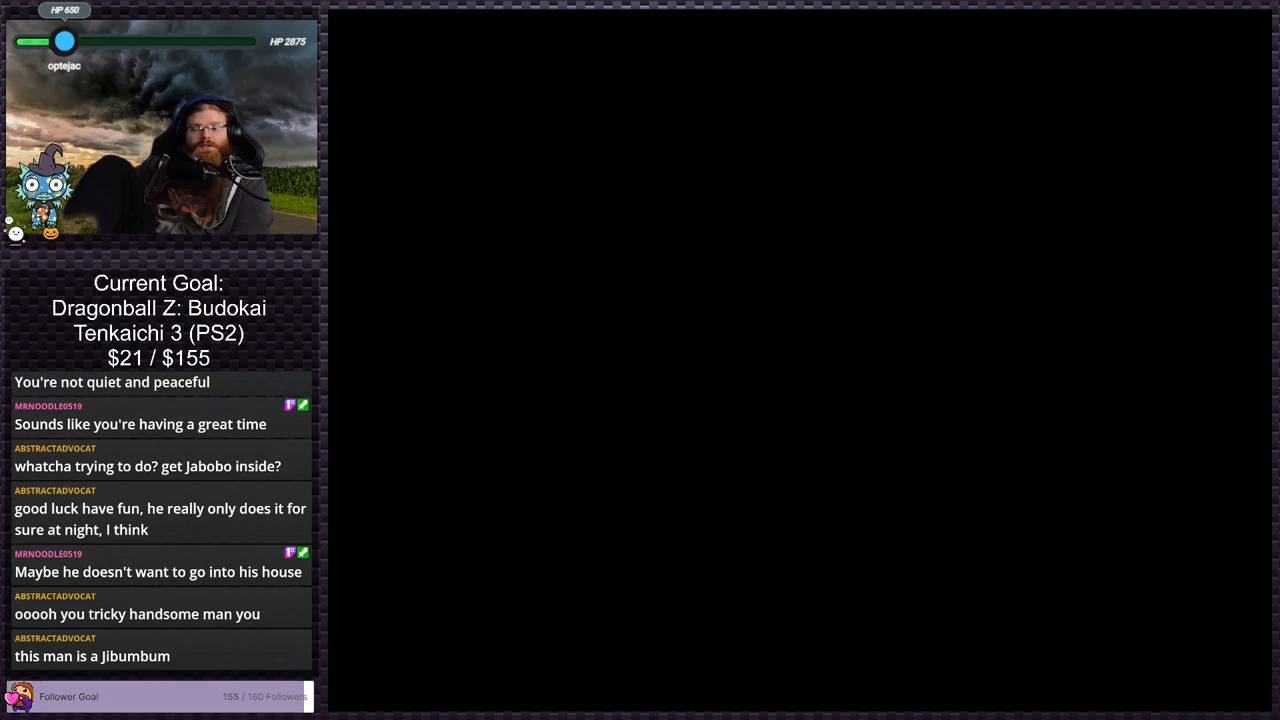 HP 650
HP 2875
optejac
Current Goal:
Dragonball Z: Budokai
Tenkaichi 3 (PS2)
$21 / $155
You're not quiet and peaceful
MRNOODLE0519
Sounds like you're having a great time
ABSTRACTADVOCAT
whatcha trying to do? get Jabobo inside?
ABSTRACTADVOCAT
good luck have fun, he really only does it for
sure at night, I think
MRNOODLE0519
Maybe he doesn't want to go into his house
ABSTRACTADVOCAT
ooooh you tricky handsome man you
ABSTRACTADVOCAT
this man is a Jibumbum
Follower Goal
155 / 160 Followers